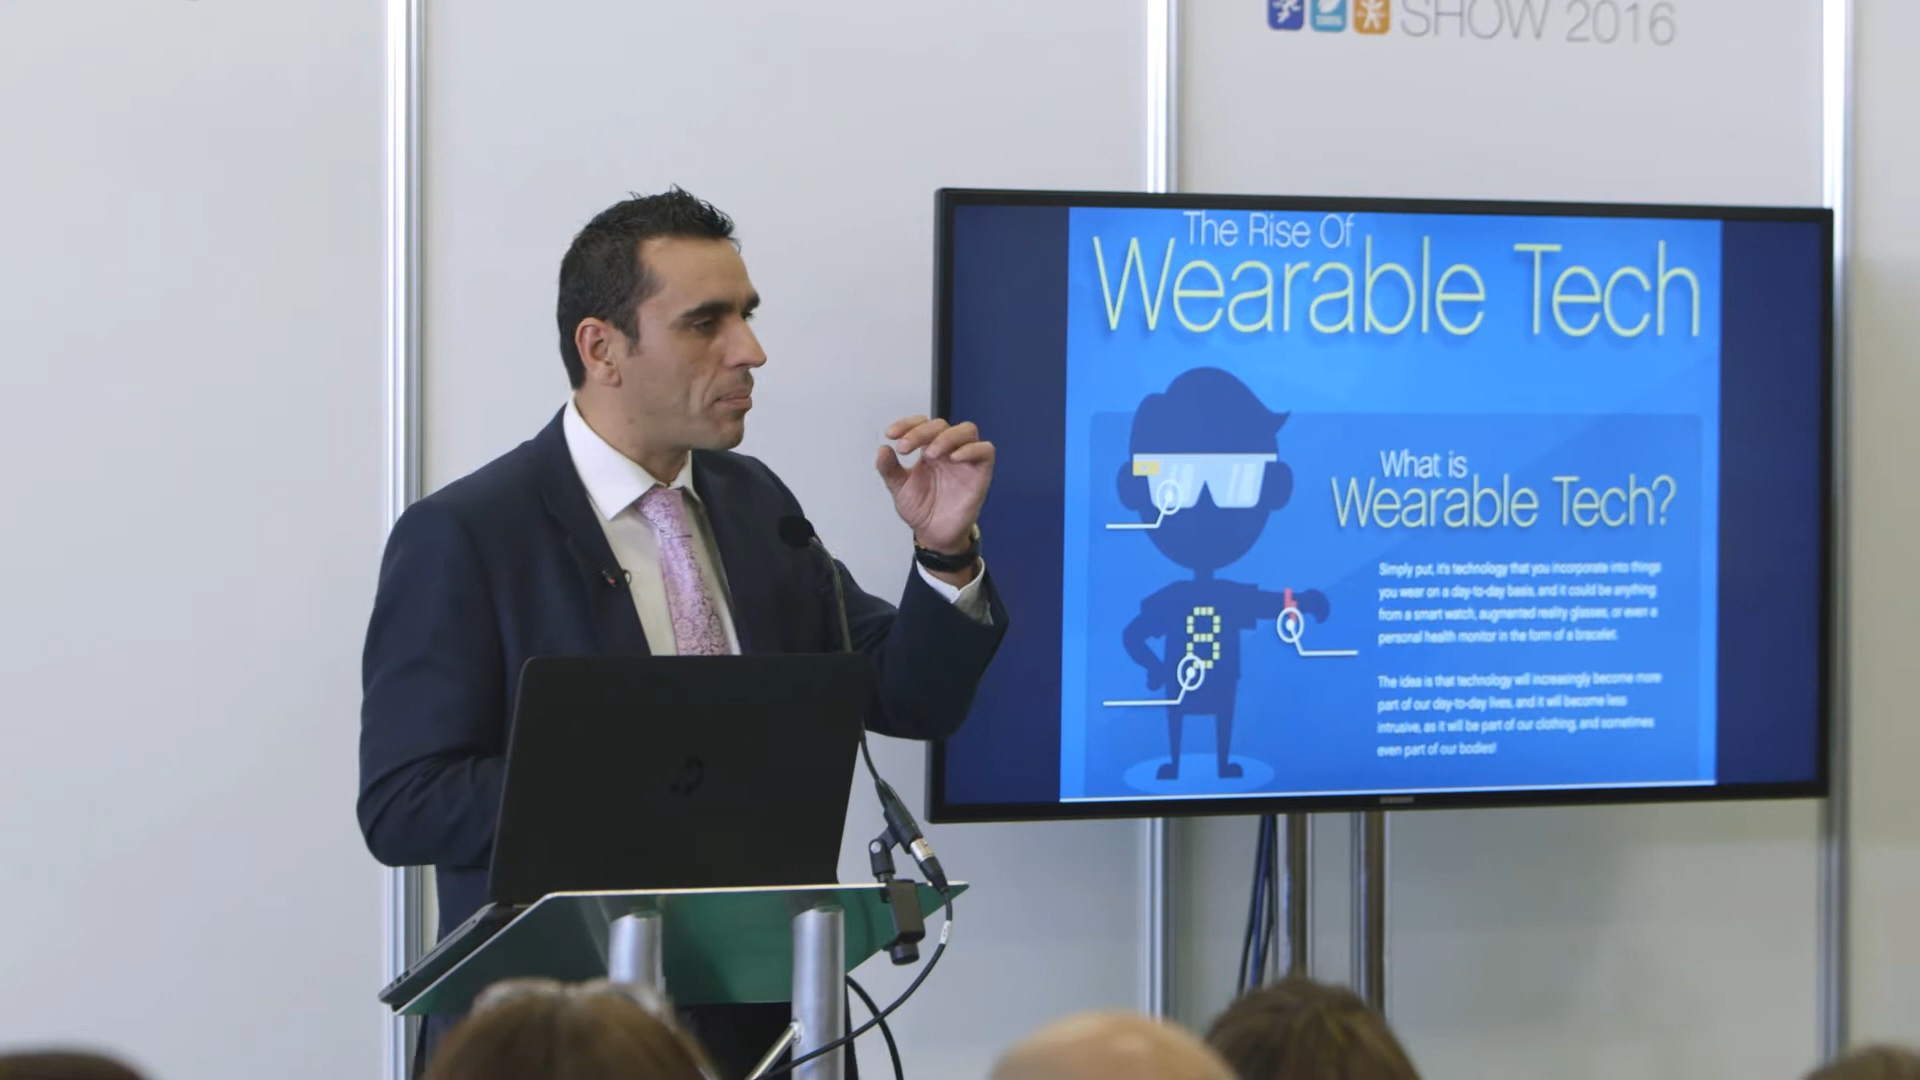 SHOW 2016
100%
The Rise Of
Wearable Tech
What is
Wearable Tech?
Simply put, it's technology that you incorporate into things
you wear on a day-to-day basis, and it could be anything
from a smart watch, augmented reality glasses, or even a
personal health monitor in the form of a bracelet.
The idea is that technology will increasingly become more
part of our day-to-day lives, and it will become less
intrusive, as it will be part of our clothing, and sometimes
even part of our bodies!
8
hp